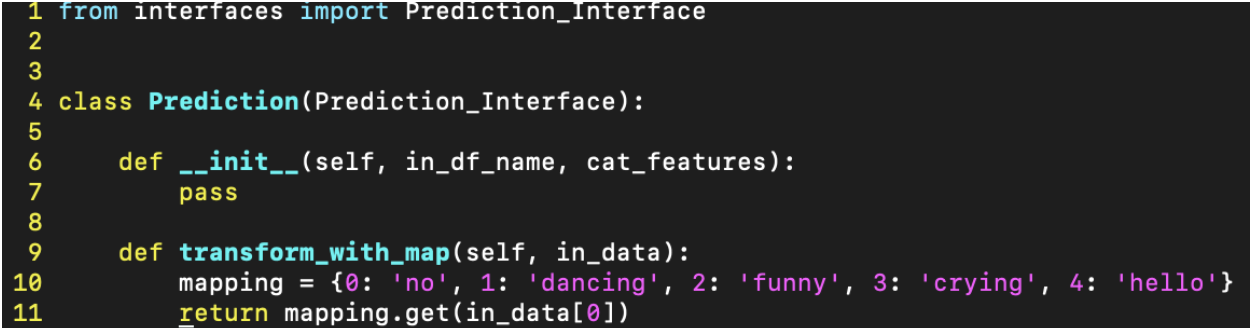 1 from interfaces import Prediction_Interface
2
3
4 class Prediction(Prediction_Interface):
5
6     def __init__(self, in_df_name, cat_features):
7         pass
8
9     def transform_with_map(self, in_data):
10         mapping = {0: 'no', 1: 'dancing', 2: 'funny', 3: 'crying', 4: 'hello'}
11         return mapping.get(in_data[0])